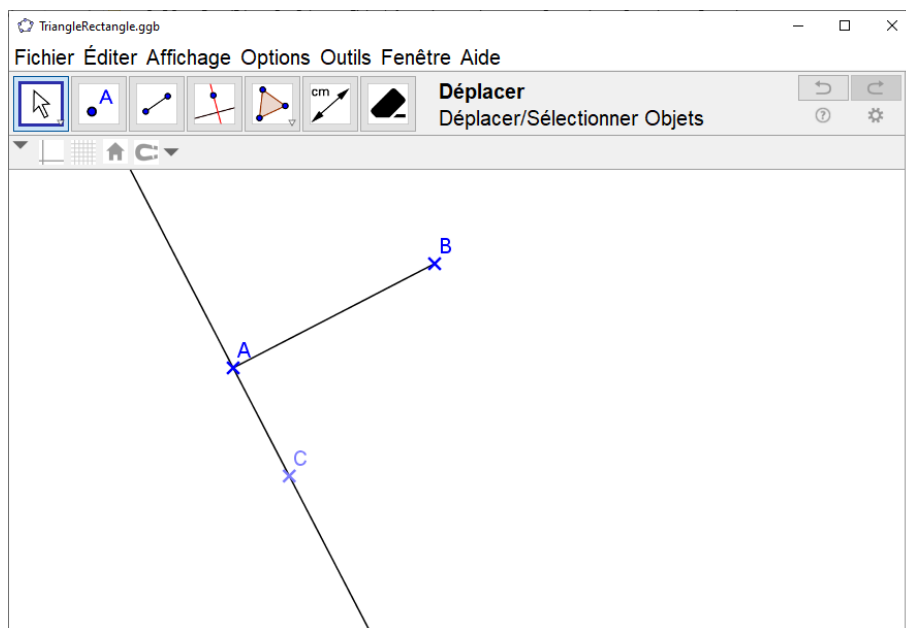 TriangleRectangle.ggb
Fichier Éditer Affichage Options Outils Fenêtre Aide
A
cm
Déplacer
Déplacer/Sélectionner Objets
B
A
C